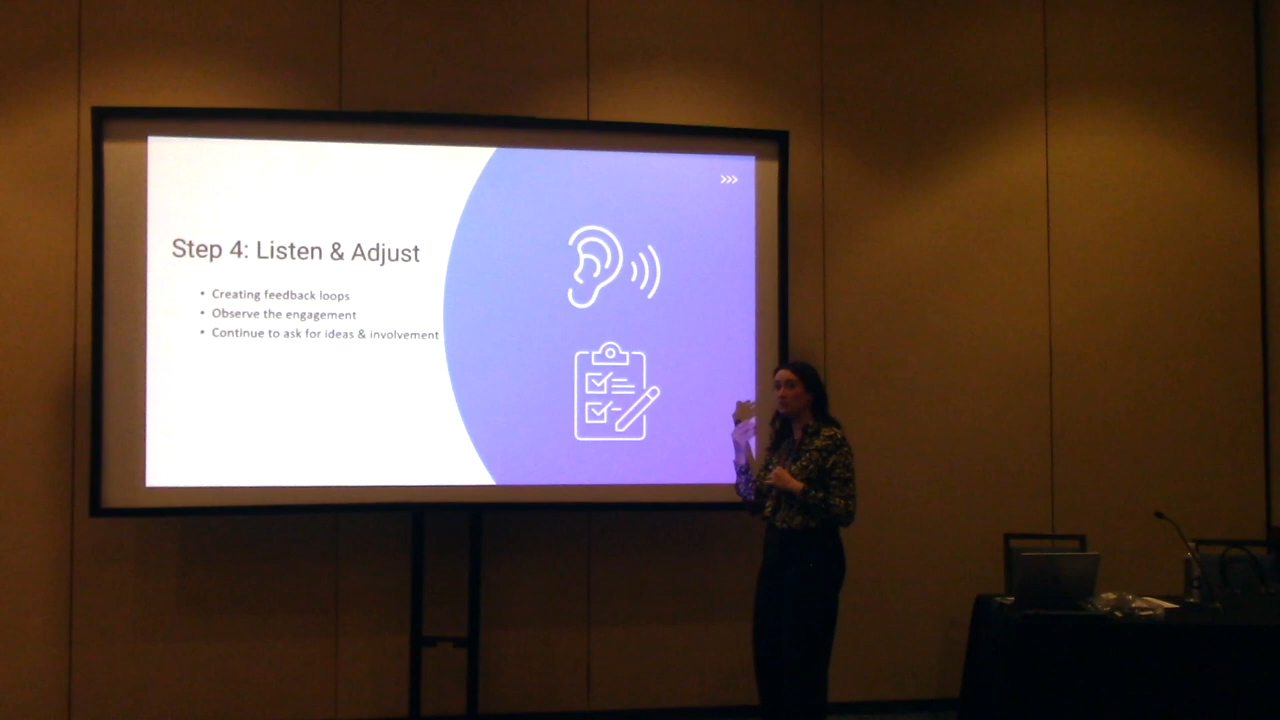 Step 4: Listen & Adjust
• Creating feedback loops
• Observe the engagement
• Continue to ask for ideas & involvement